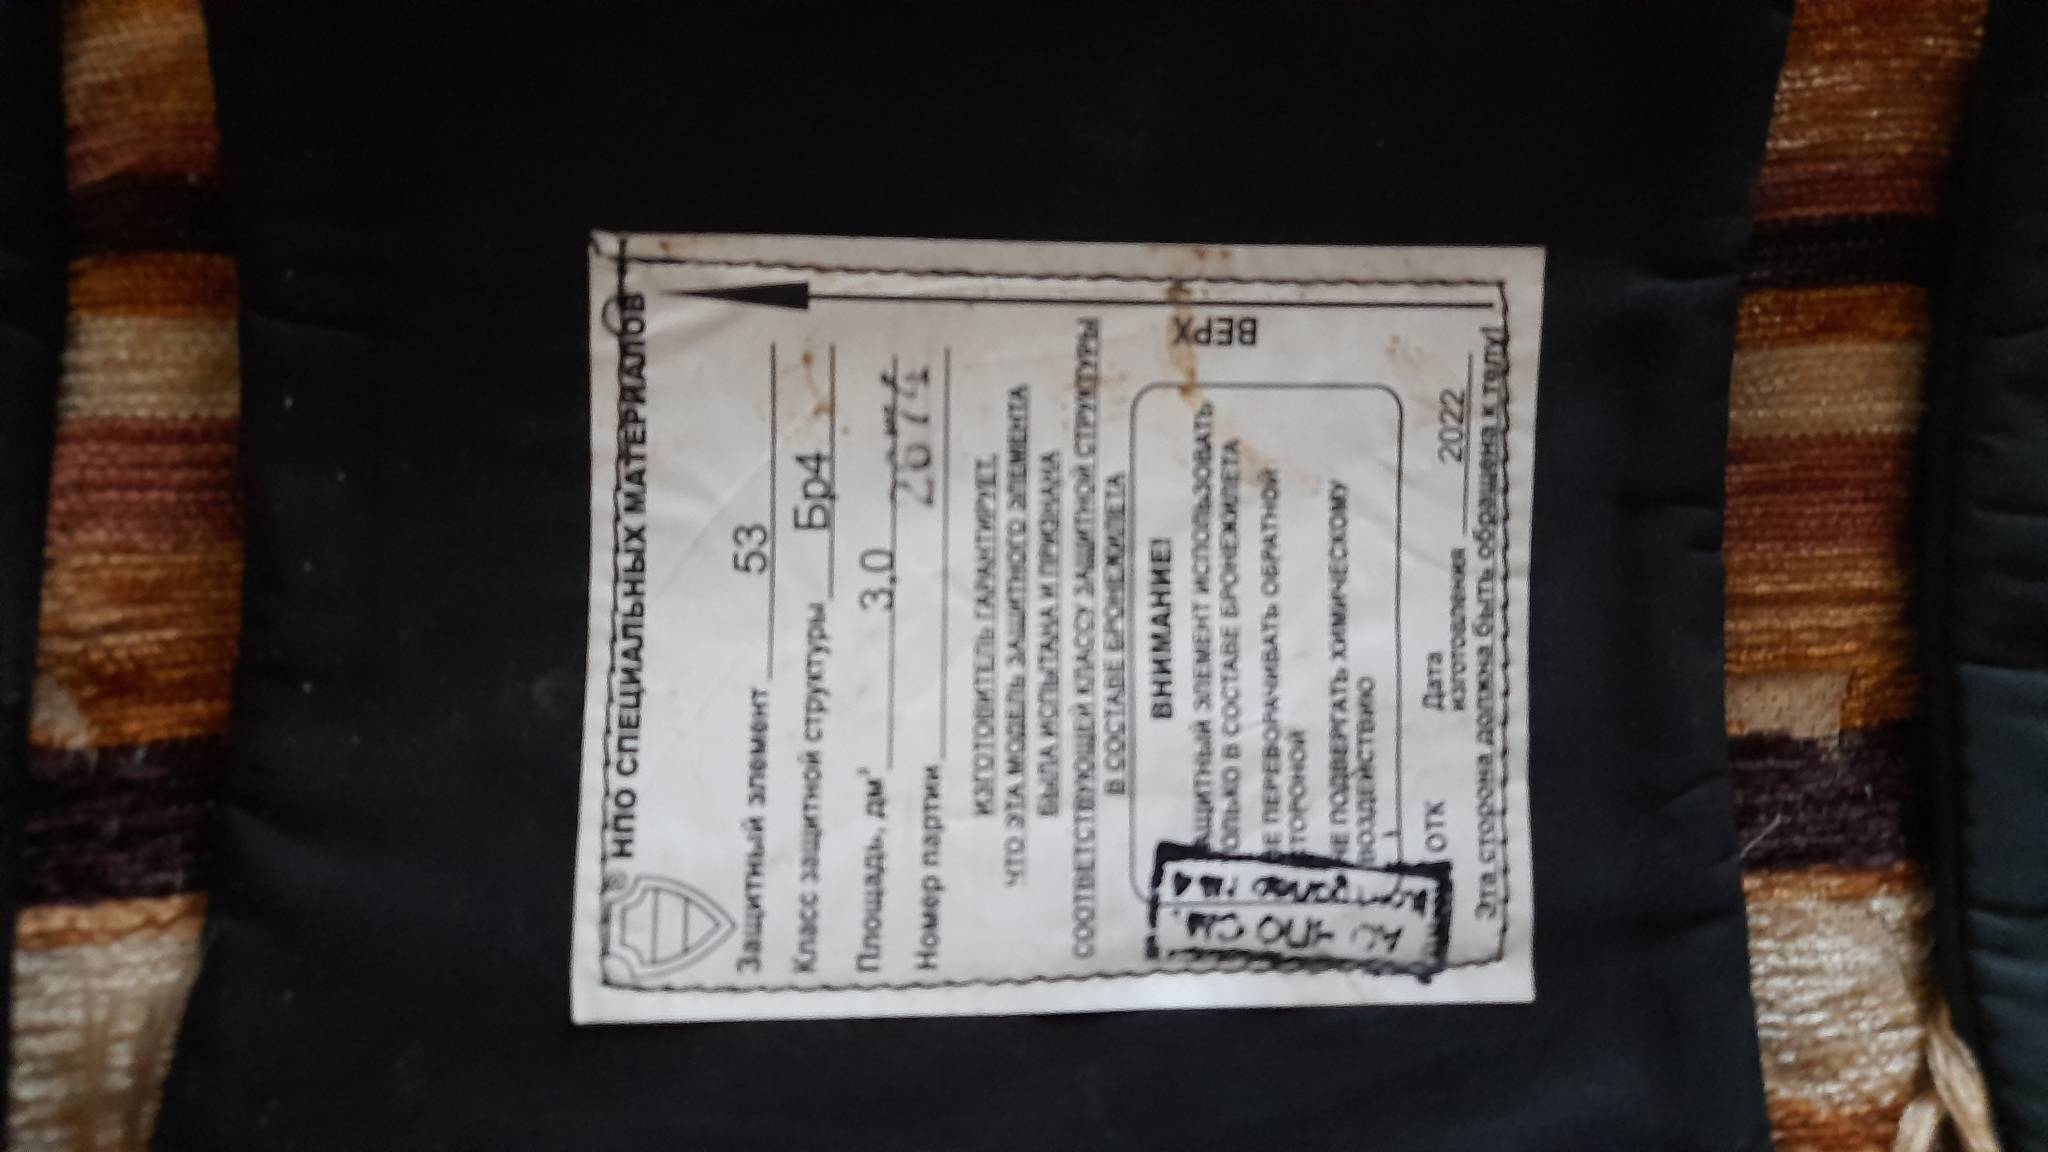 НПО СПЕЦИАЛЬНЫХ МАТЕРИАЛОВ
Защитный элемент 53
Класс защитной структуры Бр4
Площадь, дм² 3,0
Номер партии 2674
ИЗГОТОВИТЕЛЬ ГАРАНТИРУЕТ,
ЧТО ЭТА МОДЕЛЬ ЗАЩИТНОГО ЭЛЕМЕНТА
БЫЛА ИСПЫТАНА И ПРИЗНАНА
СООТВЕТСТВУЮЩЕЙ КЛАССУ ЗАЩИТНОЙ СТРУКТУРЫ
В СОСТАВЕ БРОНЕЖИЛЕТА
ВЕРХ
ВНИМАНИЕ!
ЗАЩИТНЫЙ ЭЛЕМЕНТ ИСПОЛЬЗОВАТЬ
ТОЛЬКО В СОСТАВЕ БРОНЕЖИЛЕТА
НЕ ПЕРЕВОРАЧИВАТЬ ОБРАТНОЙ
СТОРОНОЙ
НЕ ПОДВЕРГАТЬ ХИМИЧЕСКОМУ
ВОЗДЕЙСТВИЮ
ОТК Дата
изготовления 2022
Эта сторона должна быть обращена к телу!